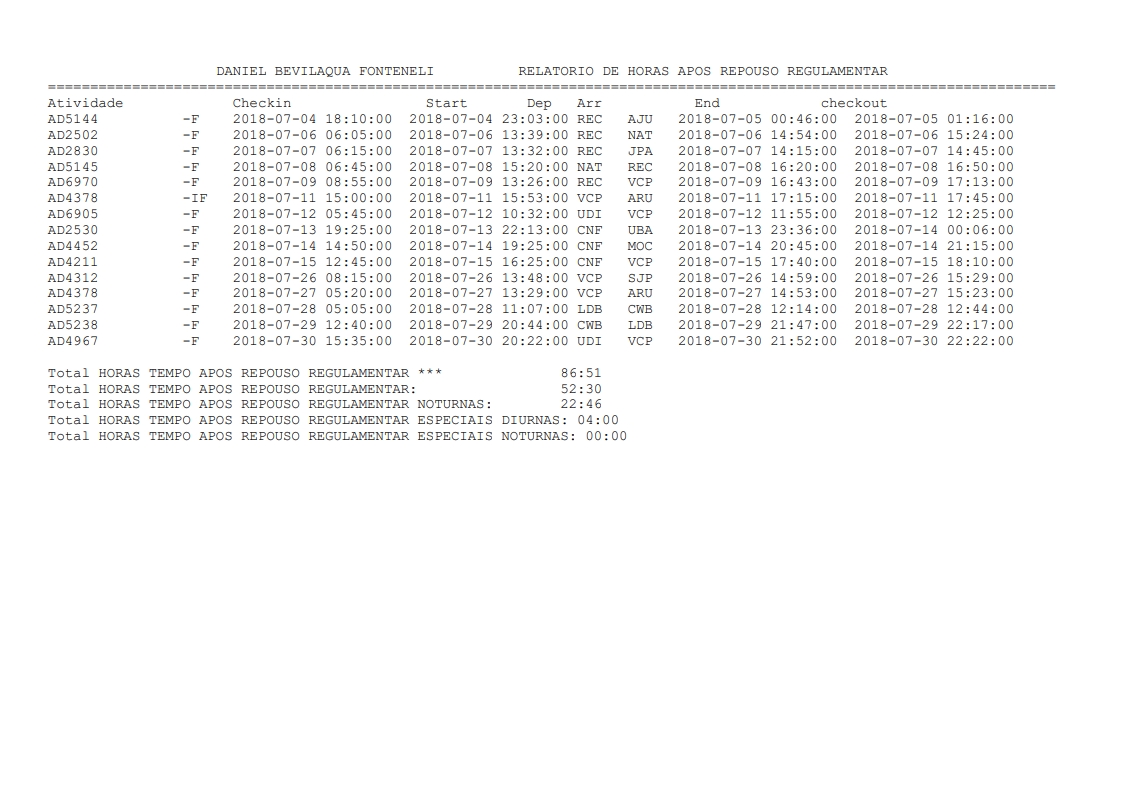 DANIEL BEVILAQUA FONTENELI RELATORIO DE HORAS APOS REPOUSO REGULAMENTAR
========================================================================================================================
Atividade Checkin Start Dep Arr End checkout
AD5144 -F 2018-07-04 18:10:00 2018-07-04 23:03:00 REC AJU 2018-07-05 00:46:00 2018-07-05 01:16:00
AD2502 -F 2018-07-06 06:05:00 2018-07-06 13:39:00 REC NAT 2018-07-06 14:54:00 2018-07-06 15:24:00
AD2830 -F 2018-07-07 06:15:00 2018-07-07 13:32:00 REC JPA 2018-07-07 14:15:00 2018-07-07 14:45:00
AD5145 -F 2018-07-08 06:45:00 2018-07-08 15:20:00 NAT REC 2018-07-08 16:20:00 2018-07-08 16:50:00
AD6970 -F 2018-07-09 08:55:00 2018-07-09 13:26:00 REC VCP 2018-07-09 16:43:00 2018-07-09 17:13:00
AD4378 -IF 2018-07-11 15:00:00 2018-07-11 15:53:00 VCP ARU 2018-07-11 17:15:00 2018-07-11 17:45:00
AD6905 -F 2018-07-12 05:45:00 2018-07-12 10:32:00 UDI VCP 2018-07-12 11:55:00 2018-07-12 12:25:00
AD2530 -F 2018-07-13 19:25:00 2018-07-13 22:13:00 CNF UBA 2018-07-13 23:36:00 2018-07-14 00:06:00
AD4452 -F 2018-07-14 14:50:00 2018-07-14 19:25:00 CNF MOC 2018-07-14 20:45:00 2018-07-14 21:15:00
AD4211 -F 2018-07-15 12:45:00 2018-07-15 16:25:00 CNF VCP 2018-07-15 17:40:00 2018-07-15 18:10:00
AD4312 -F 2018-07-26 08:15:00 2018-07-26 13:48:00 VCP SJP 2018-07-26 14:59:00 2018-07-26 15:29:00
AD4378 -F 2018-07-27 05:20:00 2018-07-27 13:29:00 VCP ARU 2018-07-27 14:53:00 2018-07-27 15:23:00
AD5237 -F 2018-07-28 05:05:00 2018-07-28 11:07:00 LDB CWB 2018-07-28 12:14:00 2018-07-28 12:44:00
AD5238 -F 2018-07-29 12:40:00 2018-07-29 20:44:00 CWB LDB 2018-07-29 21:47:00 2018-07-29 22:17:00
AD4967 -F 2018-07-30 15:35:00 2018-07-30 20:22:00 UDI VCP 2018-07-30 21:52:00 2018-07-30 22:22:00
Total HORAS TEMPO APOS REPOUSO REGULAMENTAR *** 86:51
Total HORAS TEMPO APOS REPOUSO REGULAMENTAR: 52:30
Total HORAS TEMPO APOS REPOUSO REGULAMENTAR NOTURNAS: 22:46
Total HORAS TEMPO APOS REPOUSO REGULAMENTAR ESPECIAIS DIURNAS: 04:00
Total HORAS TEMPO APOS REPOUSO REGULAMENTAR ESPECIAIS NOTURNAS: 00:00